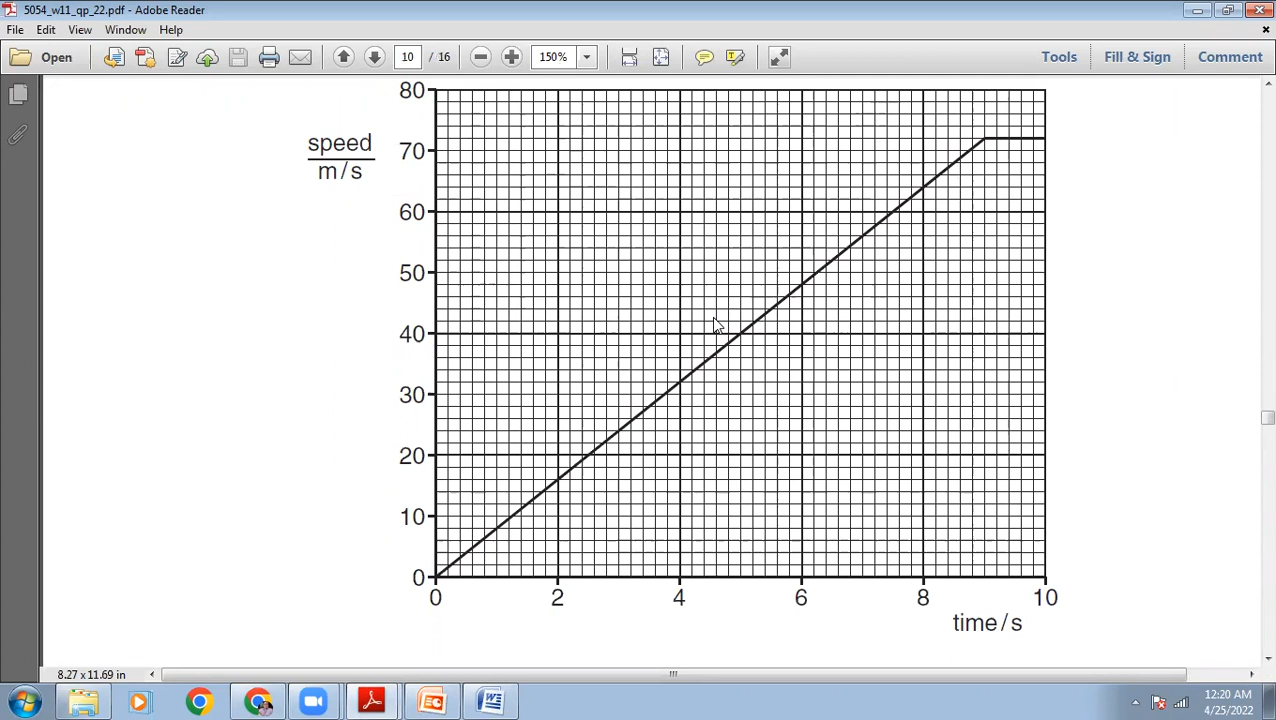 5054_w11_qp_22.pdf - Adobe Reader
File Edit View Window Help
Open 10 / 16 150% Tools Fill & Sign Comment
speed
m/s
80
70
60
50
40
30
20
10
0
0 2 4 6 8 10
time/s
8.27 x 11.69 in
12:20 AM
4/25/2022